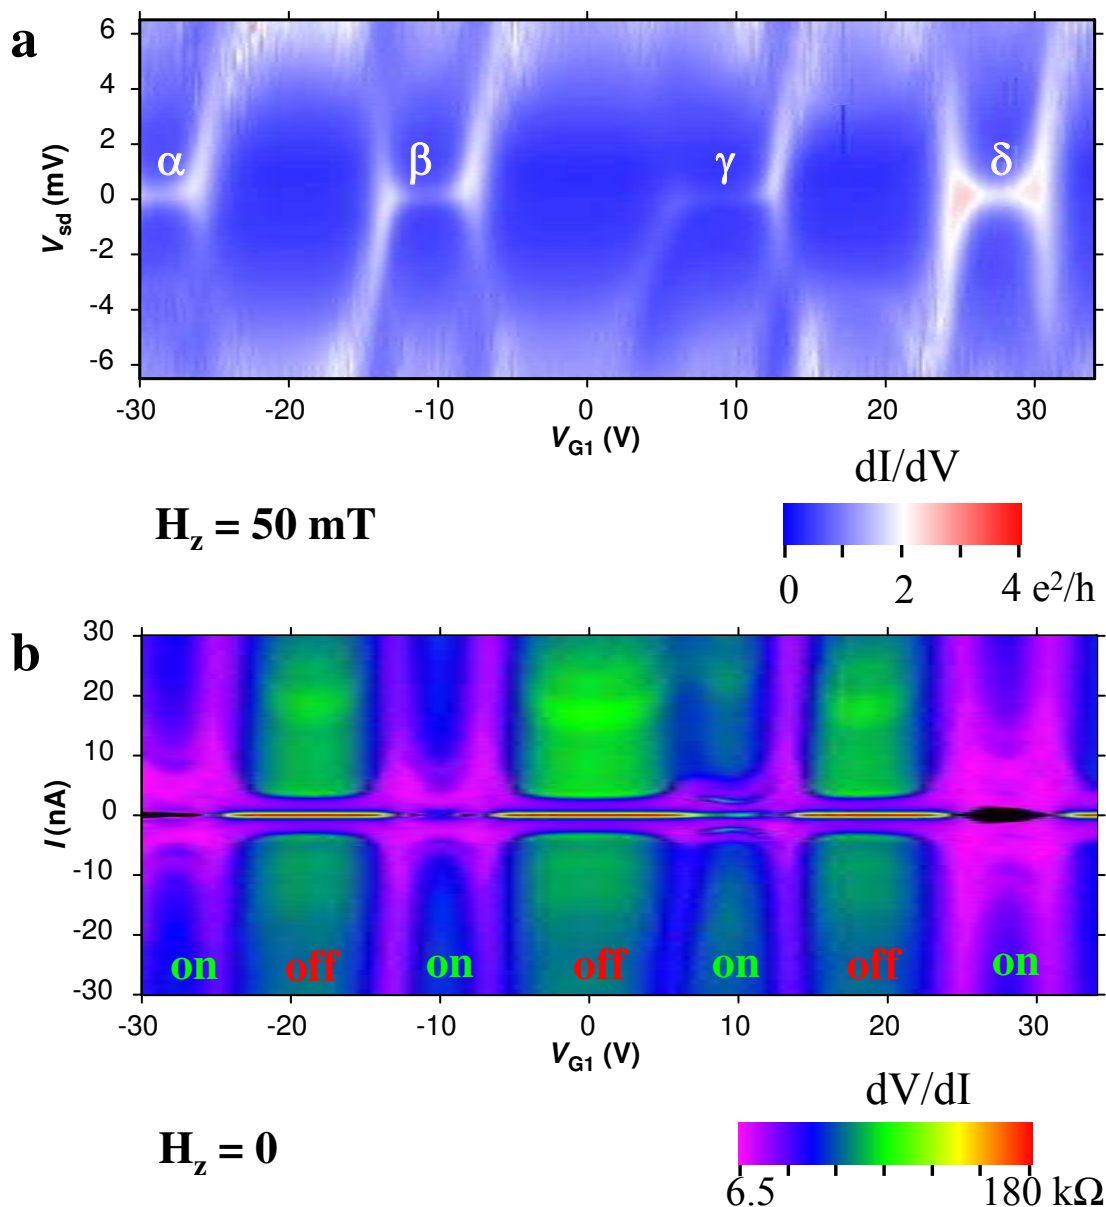 a
6
4
2
0
-2
-4
-6
V_sd (mV)
α β γ δ
-30 -20 -10 0 10 20 30
V_G1 (V)
dI/dV
H_z = 50 mT
0 2 4 e²/h
b
30
20
10
0
-10
-20
-30
I (nA)
on off on off on off on
-30 -20 -10 0 10 20 30
V_G1 (V)
dV/dI
H_z = 0
6.5 180 kΩ